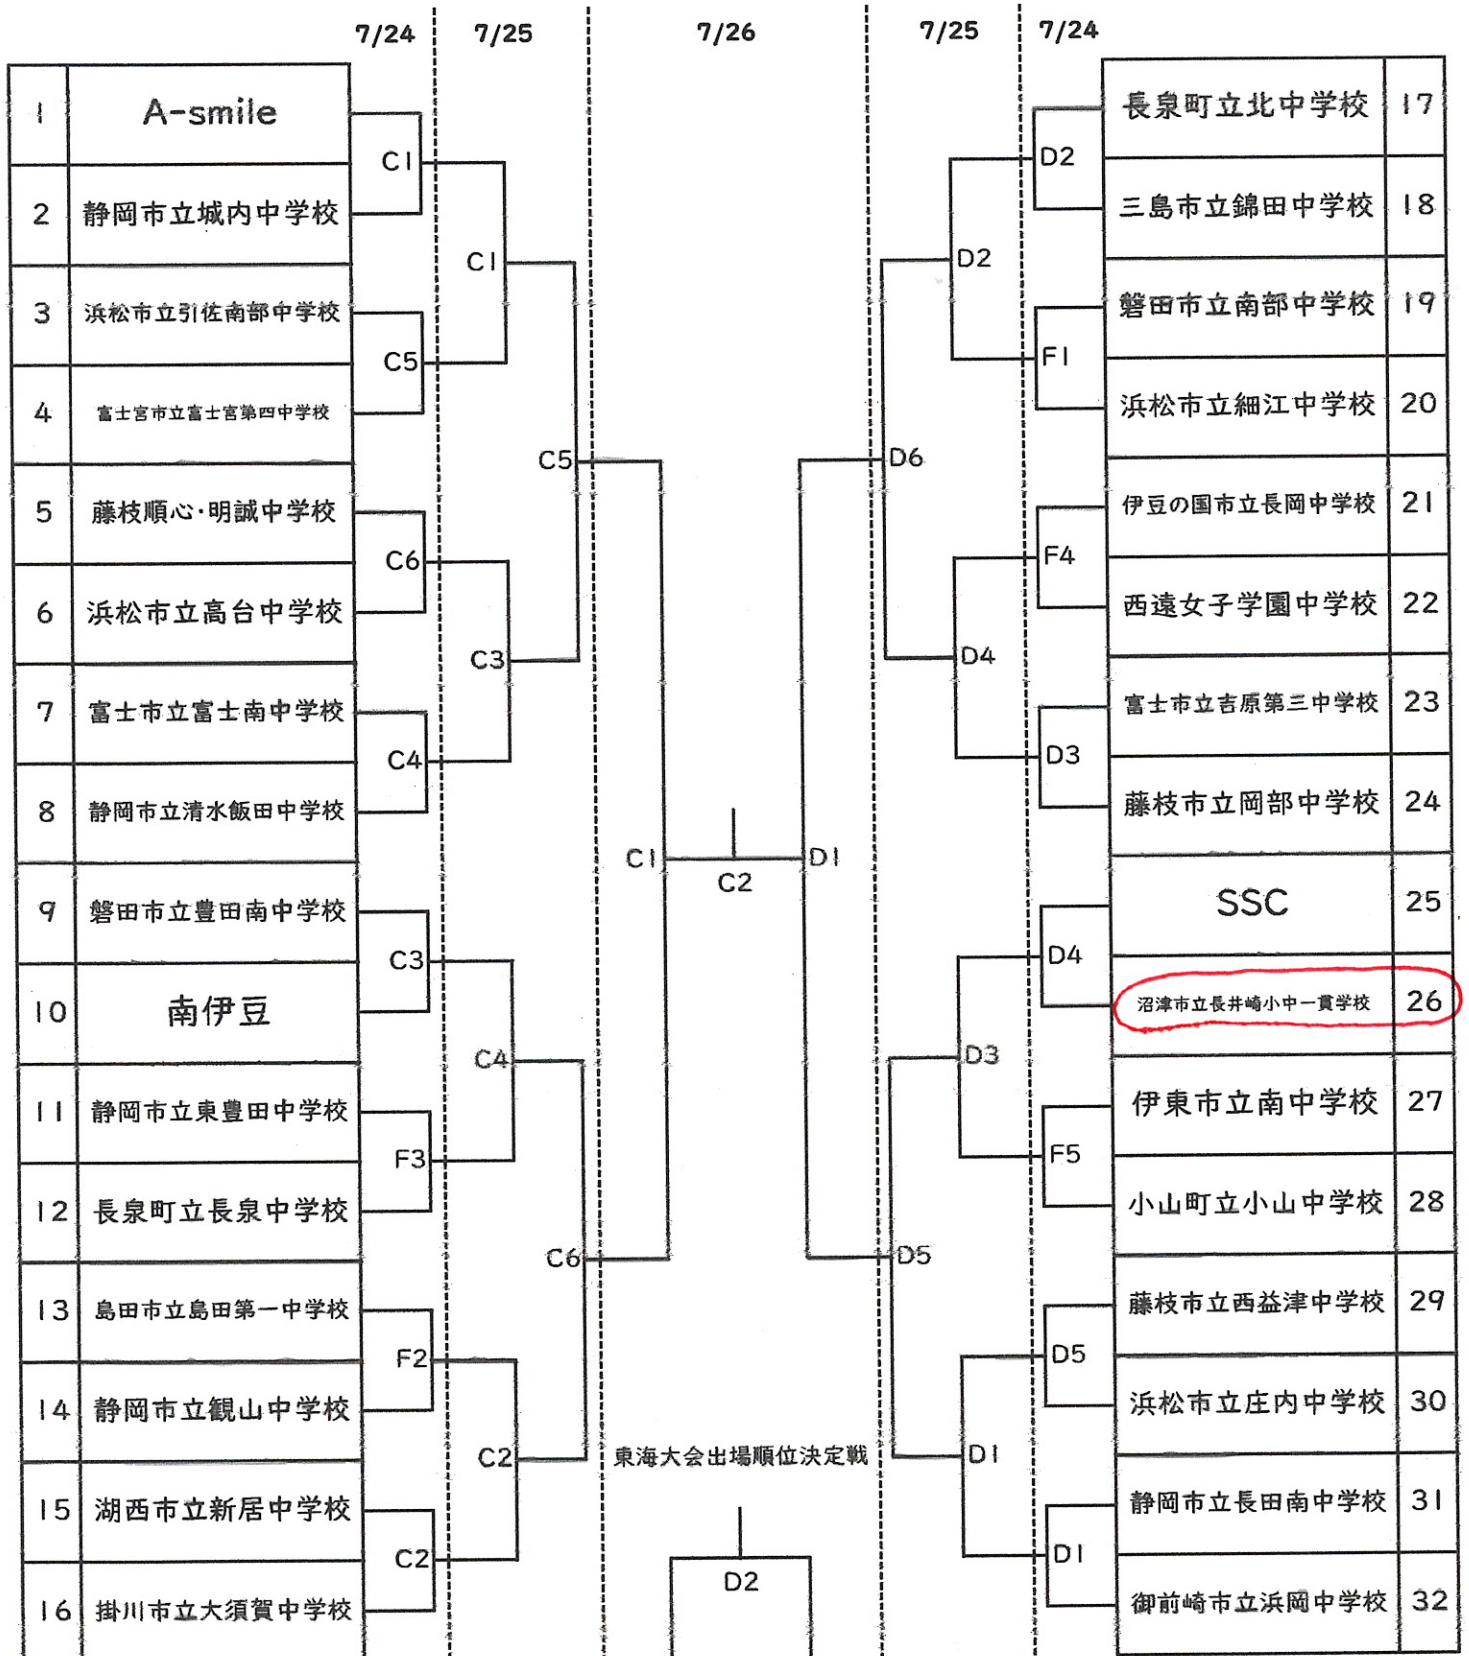 7/24 7/25 7/26 7/25 7/24
1 A-smile
2 静岡市立城内中学校
3 浜松市立引佐南部中学校
4 富士宮市立富士宮第四中学校
5 藤枝順心・明誠中学校
6 浜松市立高台中学校
7 富士市立富士南中学校
8 静岡市立清水飯田中学校
9 磐田市立豊田南中学校
10 南伊豆
11 静岡市立東豊田中学校
12 長泉町立長泉中学校
13 島田市立島田第一中学校
14 静岡市立観山中学校
15 湖西市立新居中学校
16 掛川市立大須賀中学校
C1
C5
C6
C4
C3
F3
F2
C2
C1
C3
C4
C2
C5
C6
C1
C2
D1
東海大会出場順位決定戦
D2
D6
D5
D2
D4
D3
D1
D2
F1
F4
D3
D4
F5
D5
D1
長泉町立北中学校 17
三島市立錦田中学校 18
磐田市立南部中学校 19
浜松市立細江中学校 20
伊豆の国市立長岡中学校 21
西遠女子学園中学校 22
富士市立吉原第三中学校 23
藤枝市立岡部中学校 24
SSC 25
沼津市立長井崎小中一貫学校 26
伊東市立南中学校 27
小山町立小山中学校 28
藤枝市立西益津中学校 29
浜松市立庄内中学校 30
静岡市立長田南中学校 31
御前崎市立浜岡中学校 32